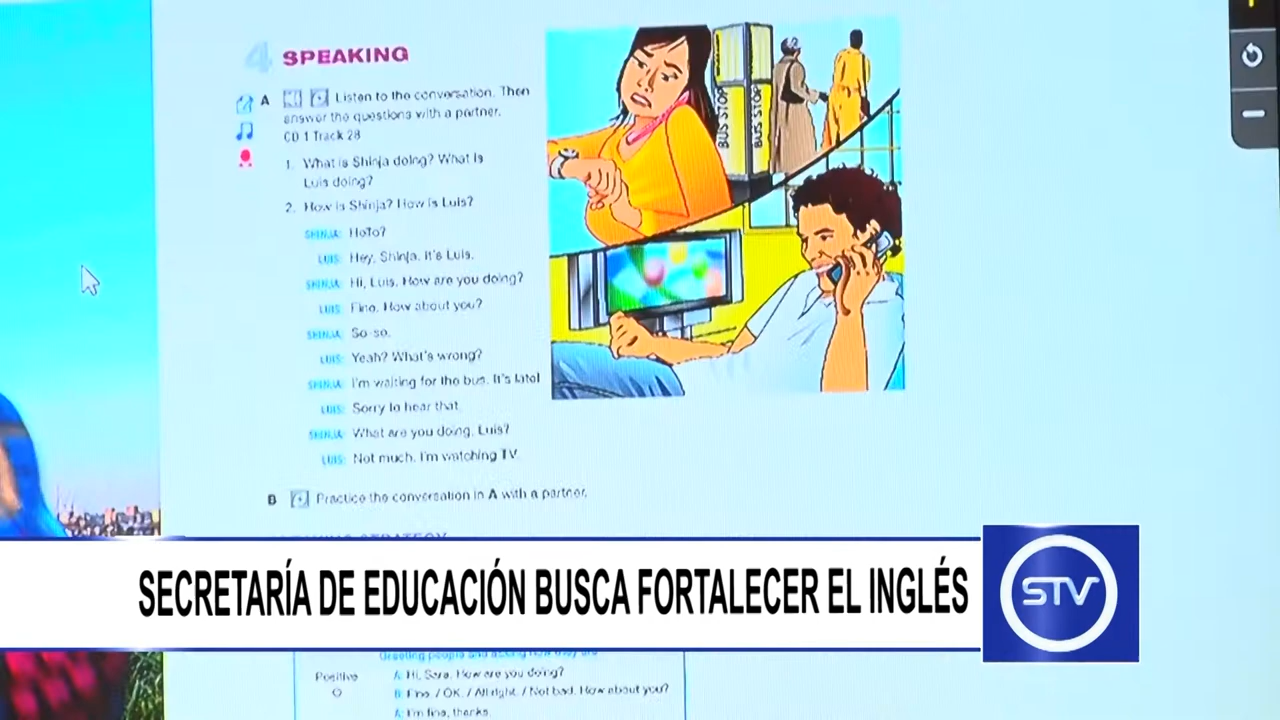 4 SPEAKING
A Listen to the conversation. Then
answer the questions with a partner.
CD 1 Track 28
1. What is Shinja doing? What is
Luis doing?
2. How is Shinja? How is Luis?
SHINJA: Hello?
LUIS: Hey, Shinja. It's Luis.
SHINJA: Hi, Luis. How are you doing?
LUIS: Fine. How about you?
SHINJA: So-so.
LUIS: Yeah? What's wrong?
SHINJA: I'm waiting for the bus. It's late!
LUIS: Sorry to hear that.
SHINJA: What are you doing, Luis?
LUIS: Not much. I'm watching TV.
B Practice the conversation in A with a partner.
BUS STOP
BUS STOP
SECRETARÍA DE EDUCACIÓN BUSCA FORTALECER EL INGLÉS
STV
Greeting people and asking how they are
Positive
A: Hi, Sara. How are you doing?
B: Fine. / OK. / All right. / Not bad. How about you?
A: I'm fine, thanks.